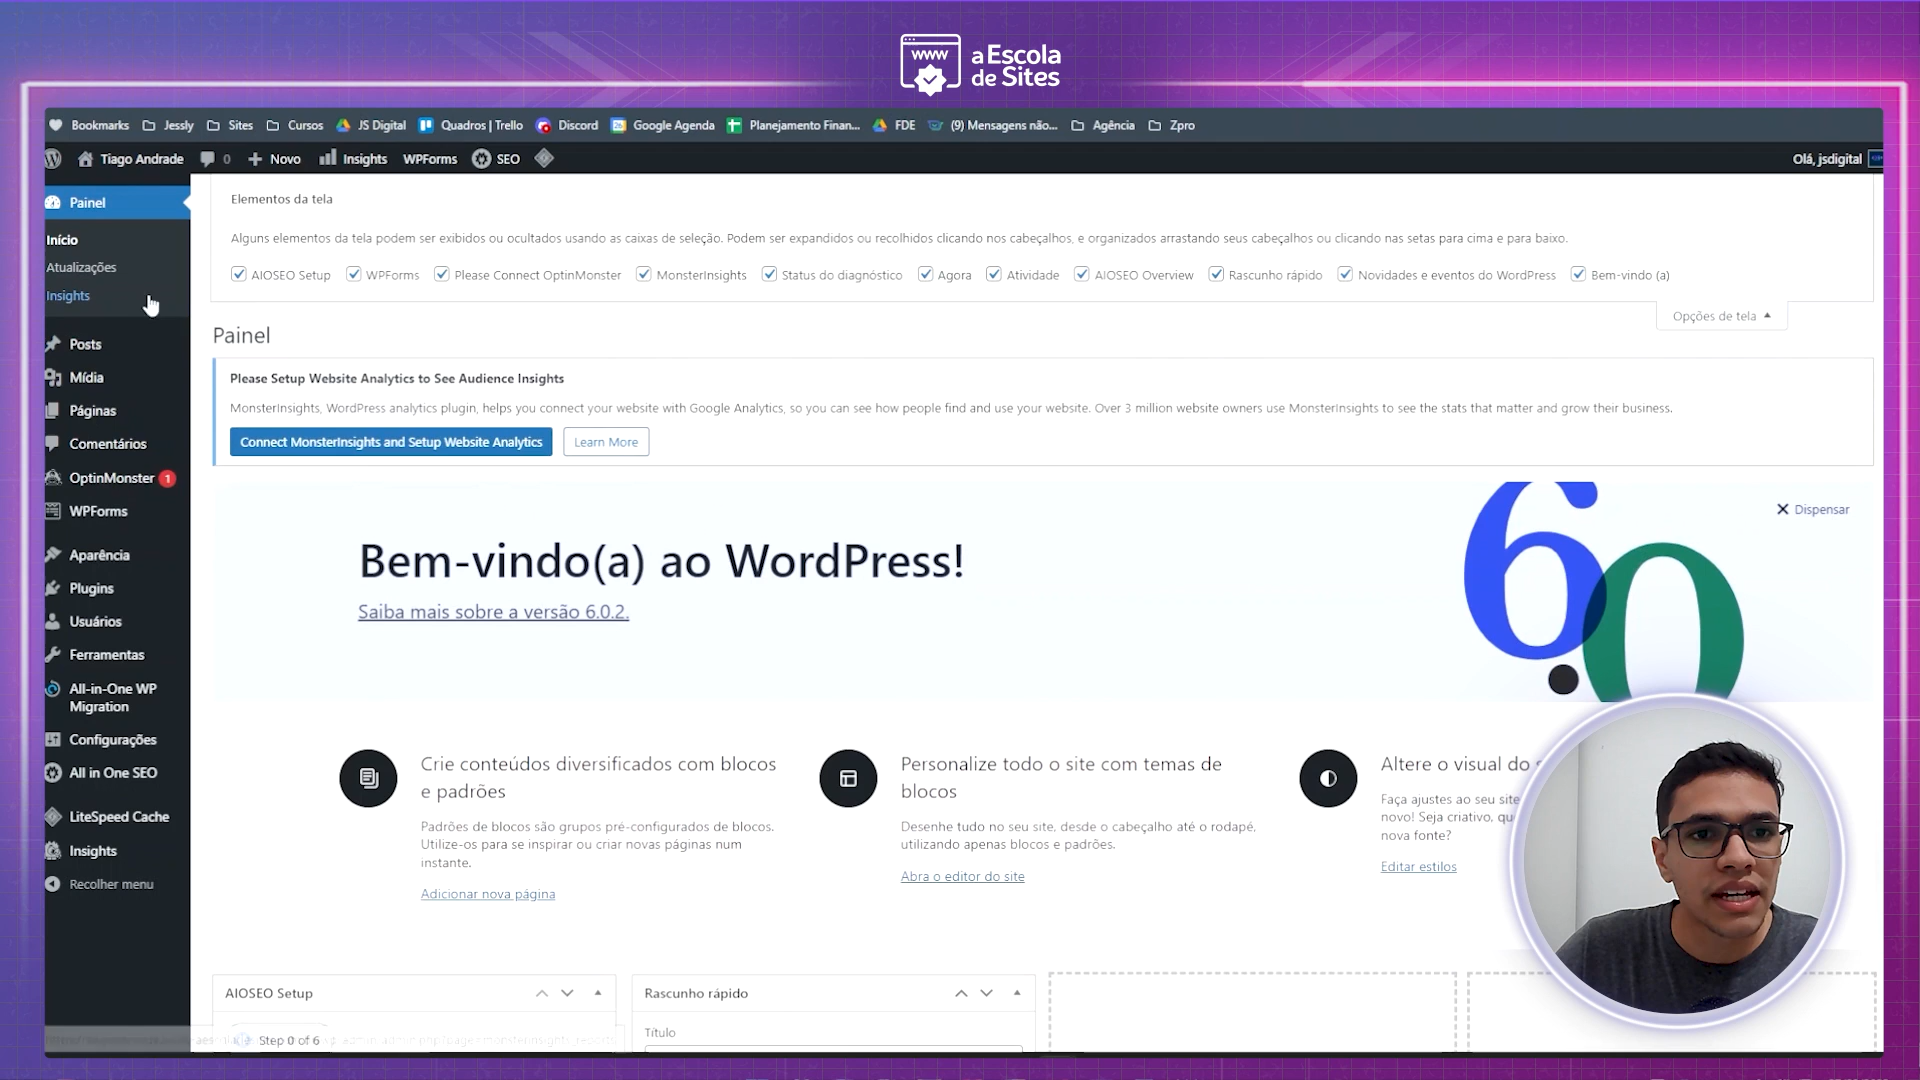 www
a Escola
de Sites
Bookmarks Jessly Sites Cursos JS Digital Quadros | Trello Discord Google Agenda Planejamento Finan... FDE (9) Mensagens não... Agência Zpro
Tiago Andrade 0 Novo Insights WPForms SEO Olá, jsdigital
Painel
Início
Atualizações
Insights
Posts
Mídia
Páginas
Comentários
OptinMonster 1
WPForms
Aparência
Plugins
Usuários
Ferramentas
All-in-One WP
Migration
Configurações
All in One SEO
LiteSpeed Cache
Insights
Recolher menu
Elementos da tela
Alguns elementos da tela podem ser exibidos ou ocultados usando as caixas de seleção. Podem ser expandidos ou recolhidos clicando nos cabeçalhos, e organizados arrastando seus cabeçalhos ou clicando nas setas para cima e para baixo.
AIOSEO Setup WPForms Please Connect OptinMonster MonsterInsights Status do diagnóstico Agora Atividade AIOSEO Overview Rascunho rápido Novidades e eventos do WordPress Bem-vindo (a)
Opções de tela
Painel
Please Setup Website Analytics to See Audience Insights
MonsterInsights, WordPress analytics plugin, helps you connect your website with Google Analytics, so you can see how people find and use your website. Over 3 million website owners use MonsterInsights to see the stats that matter and grow their business.
Connect MonsterInsights and Setup Website Analytics Learn More
Dispensar
6.0
Bem-vindo(a) ao WordPress!
Saiba mais sobre a versão 6.0.2.
Crie conteúdos diversificados com blocos
e padrões
Padrões de blocos são grupos pré-configurados de blocos.
Utilize-os para se inspirar ou criar novas páginas num
instante.
Adicionar nova página
Personalize todo o site com temas de
blocos
Desenhe tudo no seu site, desde o cabeçalho até o rodapé,
utilizando apenas blocos e padrões.
Abra o editor do site
Altere o visual do
Faça ajustes ao seu site
novo! Seja criativo, qu
nova fonte?
Editar estilos
AIOSEO Setup
Step 0 of 6
Rascunho rápido
Título